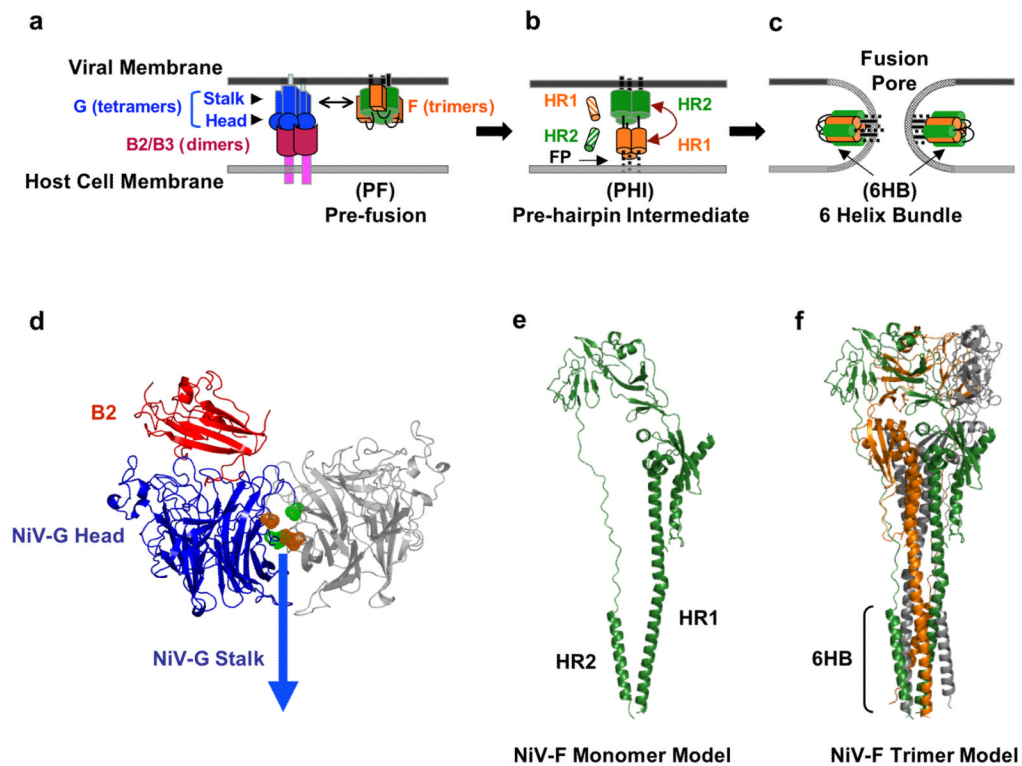 a
Viral Membrane
G (tetramers)
Stalk
Head
F (trimers)
B2/B3 (dimers)
Host Cell Membrane
(PF)
Pre-fusion
b
HR1
HR2
HR2
FP
HR1
(PHI)
Pre-hairpin Intermediate
c
Fusion
Pore
(6HB)
6 Helix Bundle
d
B2
NiV-G Head
NiV-G Stalk
e
HR1
HR2
NiV-F Monomer Model
f
6HB
NiV-F Trimer Model